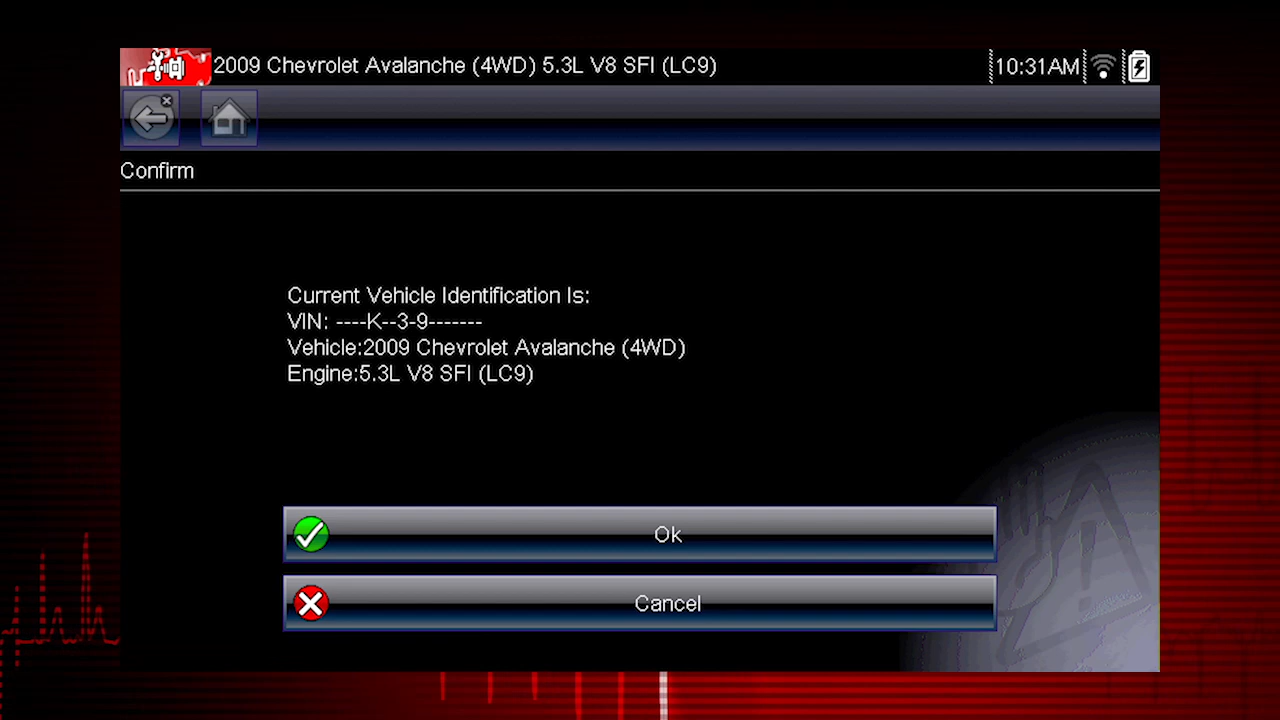 2009 Chevrolet Avalanche (4WD) 5.3L V8 SFI (LC9)
10:31AM
Confirm
Current Vehicle Identification Is:
VIN: ----K--3-9-------
Vehicle:2009 Chevrolet Avalanche (4WD)
Engine:5.3L V8 SFI (LC9)
Ok
Cancel